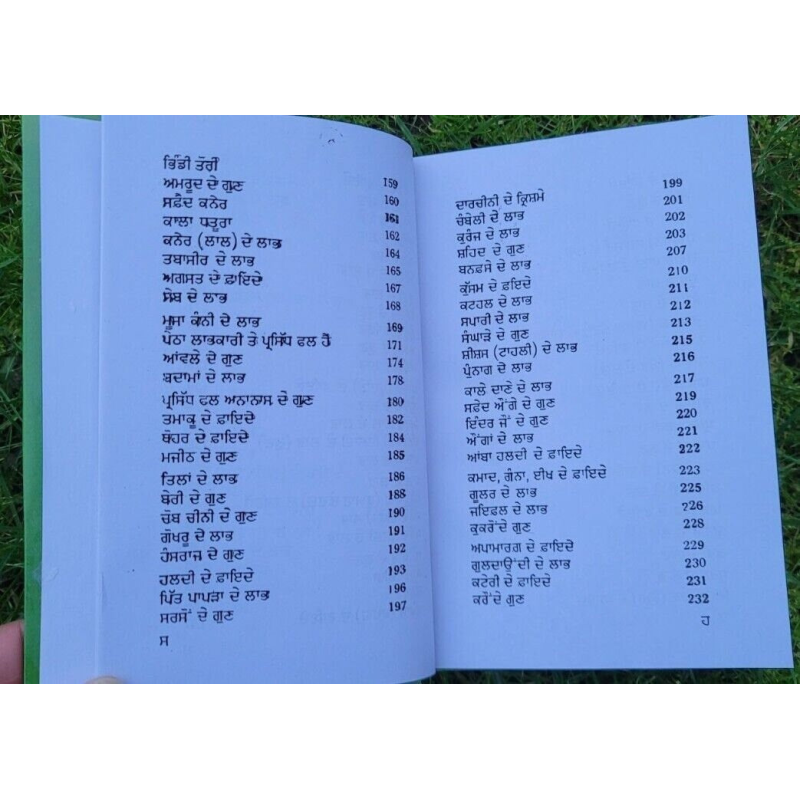 ਭਿੰਡੀ ਤੋਰੀ 159
ਅਮਰੂਦ ਦੇ ਗੁਣ 160
ਸਫ਼ੈਦ ਕਨੇਰ 161
ਕਾਲਾ ਧਤੂਰਾ 162
ਕਨੇਰ (ਲਾਲ) ਦੇ ਲਾਭ 164
ਤਬਾਸੀਰ ਦੇ ਲਾਭ 165
ਅਗਸਤ ਦੇ ਫ਼ਾਇਦੇ 167
ਸੇਬ ਦੇ ਲਾਭ 168
ਮੂਸਾ ਕੰਨੀ ਦੇ ਲਾਭ 169
ਪੇਠਾ ਲਾਭਕਾਰੀ ਤੇ ਪ੍ਰਸਿੱਧ ਫਲ ਹੈ 171
ਆਂਵਲੇ ਦੇ ਗੁਣ 174
ਬਦਾਮਾਂ ਦੇ ਲਾਭ 178
ਪ੍ਰਸਿੱਧ ਫਲ ਅਨਾਨਾਸ ਦੇ ਗੁਣ 180
ਤਮਾਕੂ ਦੇ ਫ਼ਾਇਦੇ 182
ਥੋਹਰ ਦੇ ਫ਼ਾਇਦੇ 184
ਮਜੀਠ ਦੇ ਗੁਣ 185
ਤਿਲਾਂ ਦੇ ਲਾਭ 186
ਬੇਰੀ ਦੇ ਗੁਣ 188
ਚੋਬ ਚੀਨੀ ਦੇ ਗੁਣ 190
ਗੋਖਰੂ ਦੇ ਲਾਭ 191
ਹੰਸਰਾਜ ਦੇ ਗੁਣ 192
ਹਲਦੀ ਦੇ ਫ਼ਾਇਦੇ 193
ਪਿੱਤ ਪਾਪੜਾ ਦੇ ਲਾਭ 196
ਸਰਸੋਂ ਦੇ ਗੁਣ 197
ਸ
ਦਾਰਚੀਨੀ ਦੇ ਕ੍ਰਿਸ਼ਮੇ 199
ਚੰਬੇਲੀ ਦੇ ਲਾਭ 201
ਕੁਰੰਜ ਦੇ ਲਾਭ 202
ਸ਼ਹਿਦ ਦੇ ਗੁਣ 203
ਬਨਫਸੇ ਦੇ ਲਾਭ 207
ਕੁੱਸਮ ਦੇ ਫ਼ਾਇਦੇ 210
ਕਟਹਲ ਦੇ ਲਾਭ 211
ਸਪਾਰੀ ਦੇ ਲਾਭ 212
ਸੰਘਾੜੇ ਦੇ ਗੁਣ 213
ਸ਼ੀਸ਼ਸ (ਟਾਹਲੀ) ਦੇ ਲਾਭ 215
ਪੁੰਨਾਗ ਦੇ ਲਾਭ 216
ਕਾਲੇ ਦਾਣੇ ਦੇ ਲਾਭ 217
ਸਫ਼ੇਦ ਔਂਗੇ ਦੇ ਗੁਣ 219
ਇੰਦਰ ਜੌਂ ਦੇ ਗੁਣ 220
ਔਂਗਾਂ ਦੇ ਲਾਭ 221
ਆਂਬਾ ਹਲਦੀ ਦੇ ਫ਼ਾਇਦੇ 222
ਕਮਾਦ, ਗੰਨਾ, ਈਖ ਦੇ ਫ਼ਾਇਦੇ 223
ਗੂਲਰ ਦੇ ਲਾਭ 225
ਜਇਫਲ ਦੇ ਲਾਭ 226
ਕੁਕਰੌਂਦੇ ਦੇ ਗੁਣ 228
ਅਪਾਮਾਰਗ਼ ਦੇ ਫ਼ਾਇਦੇ 229
ਗੁਲਦਾਉਂਦੀ ਦੇ ਲਾਭ 230
ਕਟੇਰੀ ਦੇ ਫਾਇਦੇ 231
ਕਰੌਂਦੇ ਗੁਣ 232
ਹ